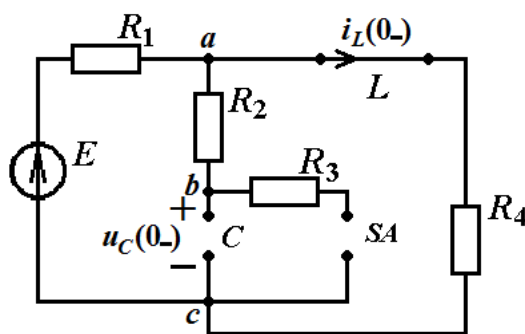 R1 a iL(0-)
R2 L
E
b R3
+ R4
uC(0-) C SA
−
c